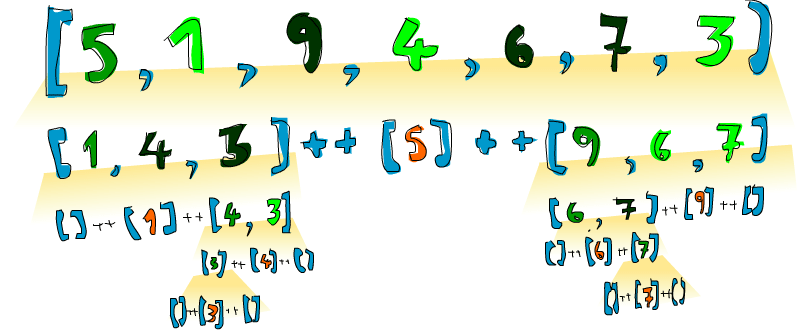 [5, 1, 9, 4, 6, 7, 3]
[1, 4, 3] ++ [5] ++ [9, 6, 7]
[] ++ [1] ++ [4, 3]
[6, 7] ++ [9] ++ []
[3] ++ [4] ++ []
[] ++ [6] ++ [7]
[] ++ [3] ++ []
[] ++ [7] ++ []